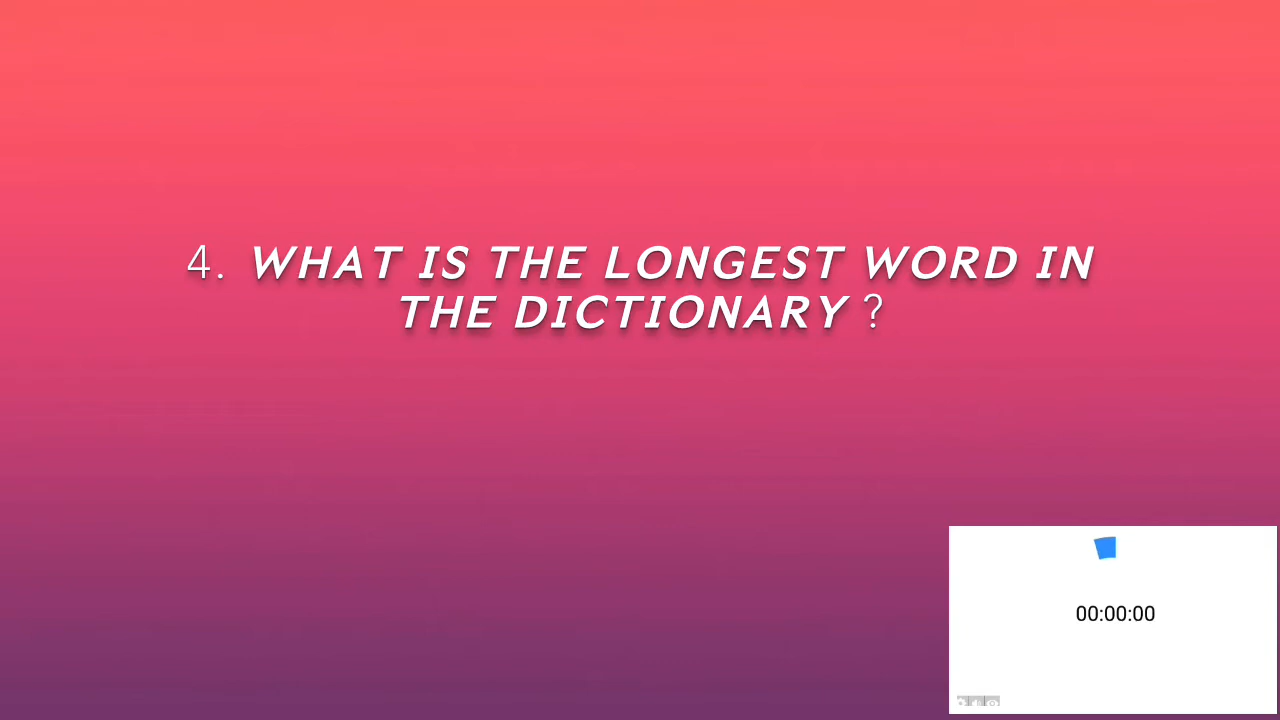 4. WHAT IS THE LONGEST WORD IN
THE DICTIONARY ?
00:00:00